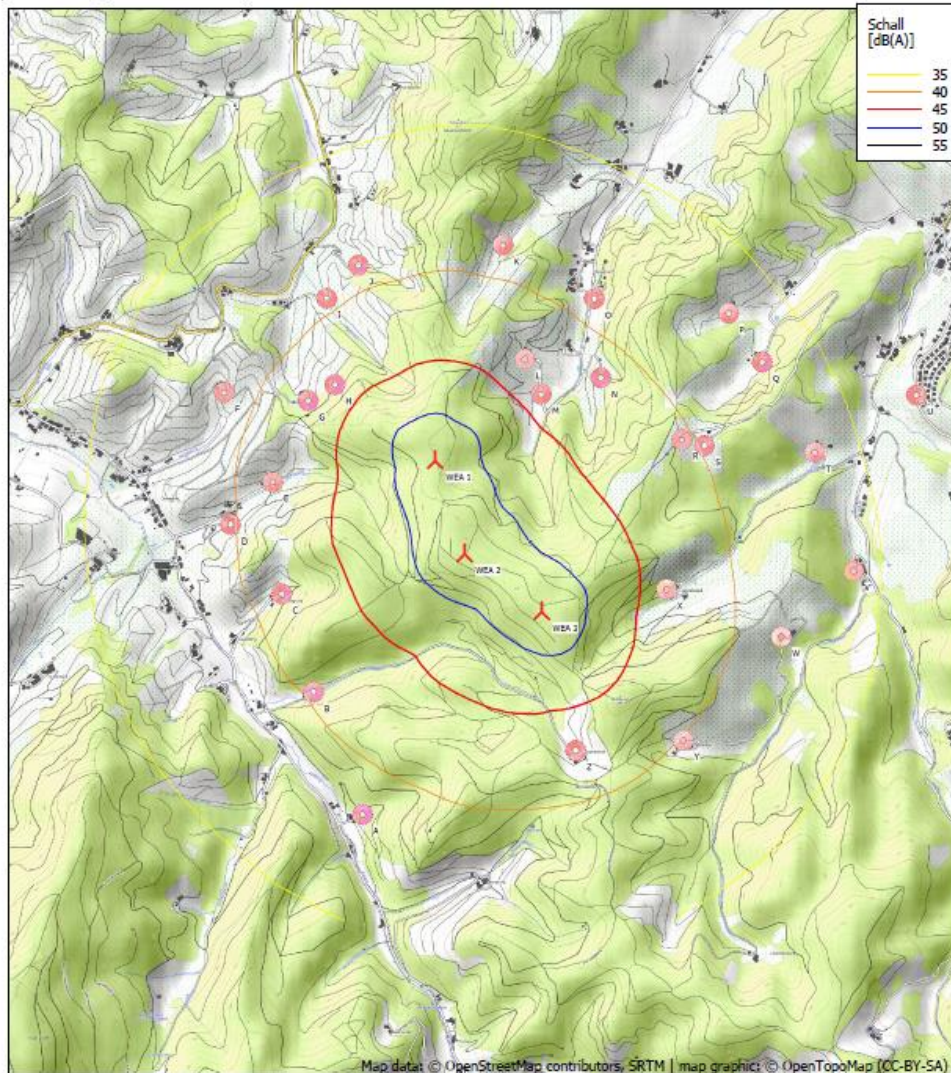 Schall
[dB(A)]
35
40
45
50
55
K
J
I
O
P
L
Q
H
F
M
N
U
G
R
S
T
WEA 1
E
D
WEA 2
C
X
WEA 3
W
B
Y
Z
A
Map data: © OpenStreetMap contributors, SRTM | map graphic: © OpenTopoMap (CC-BY-SA)